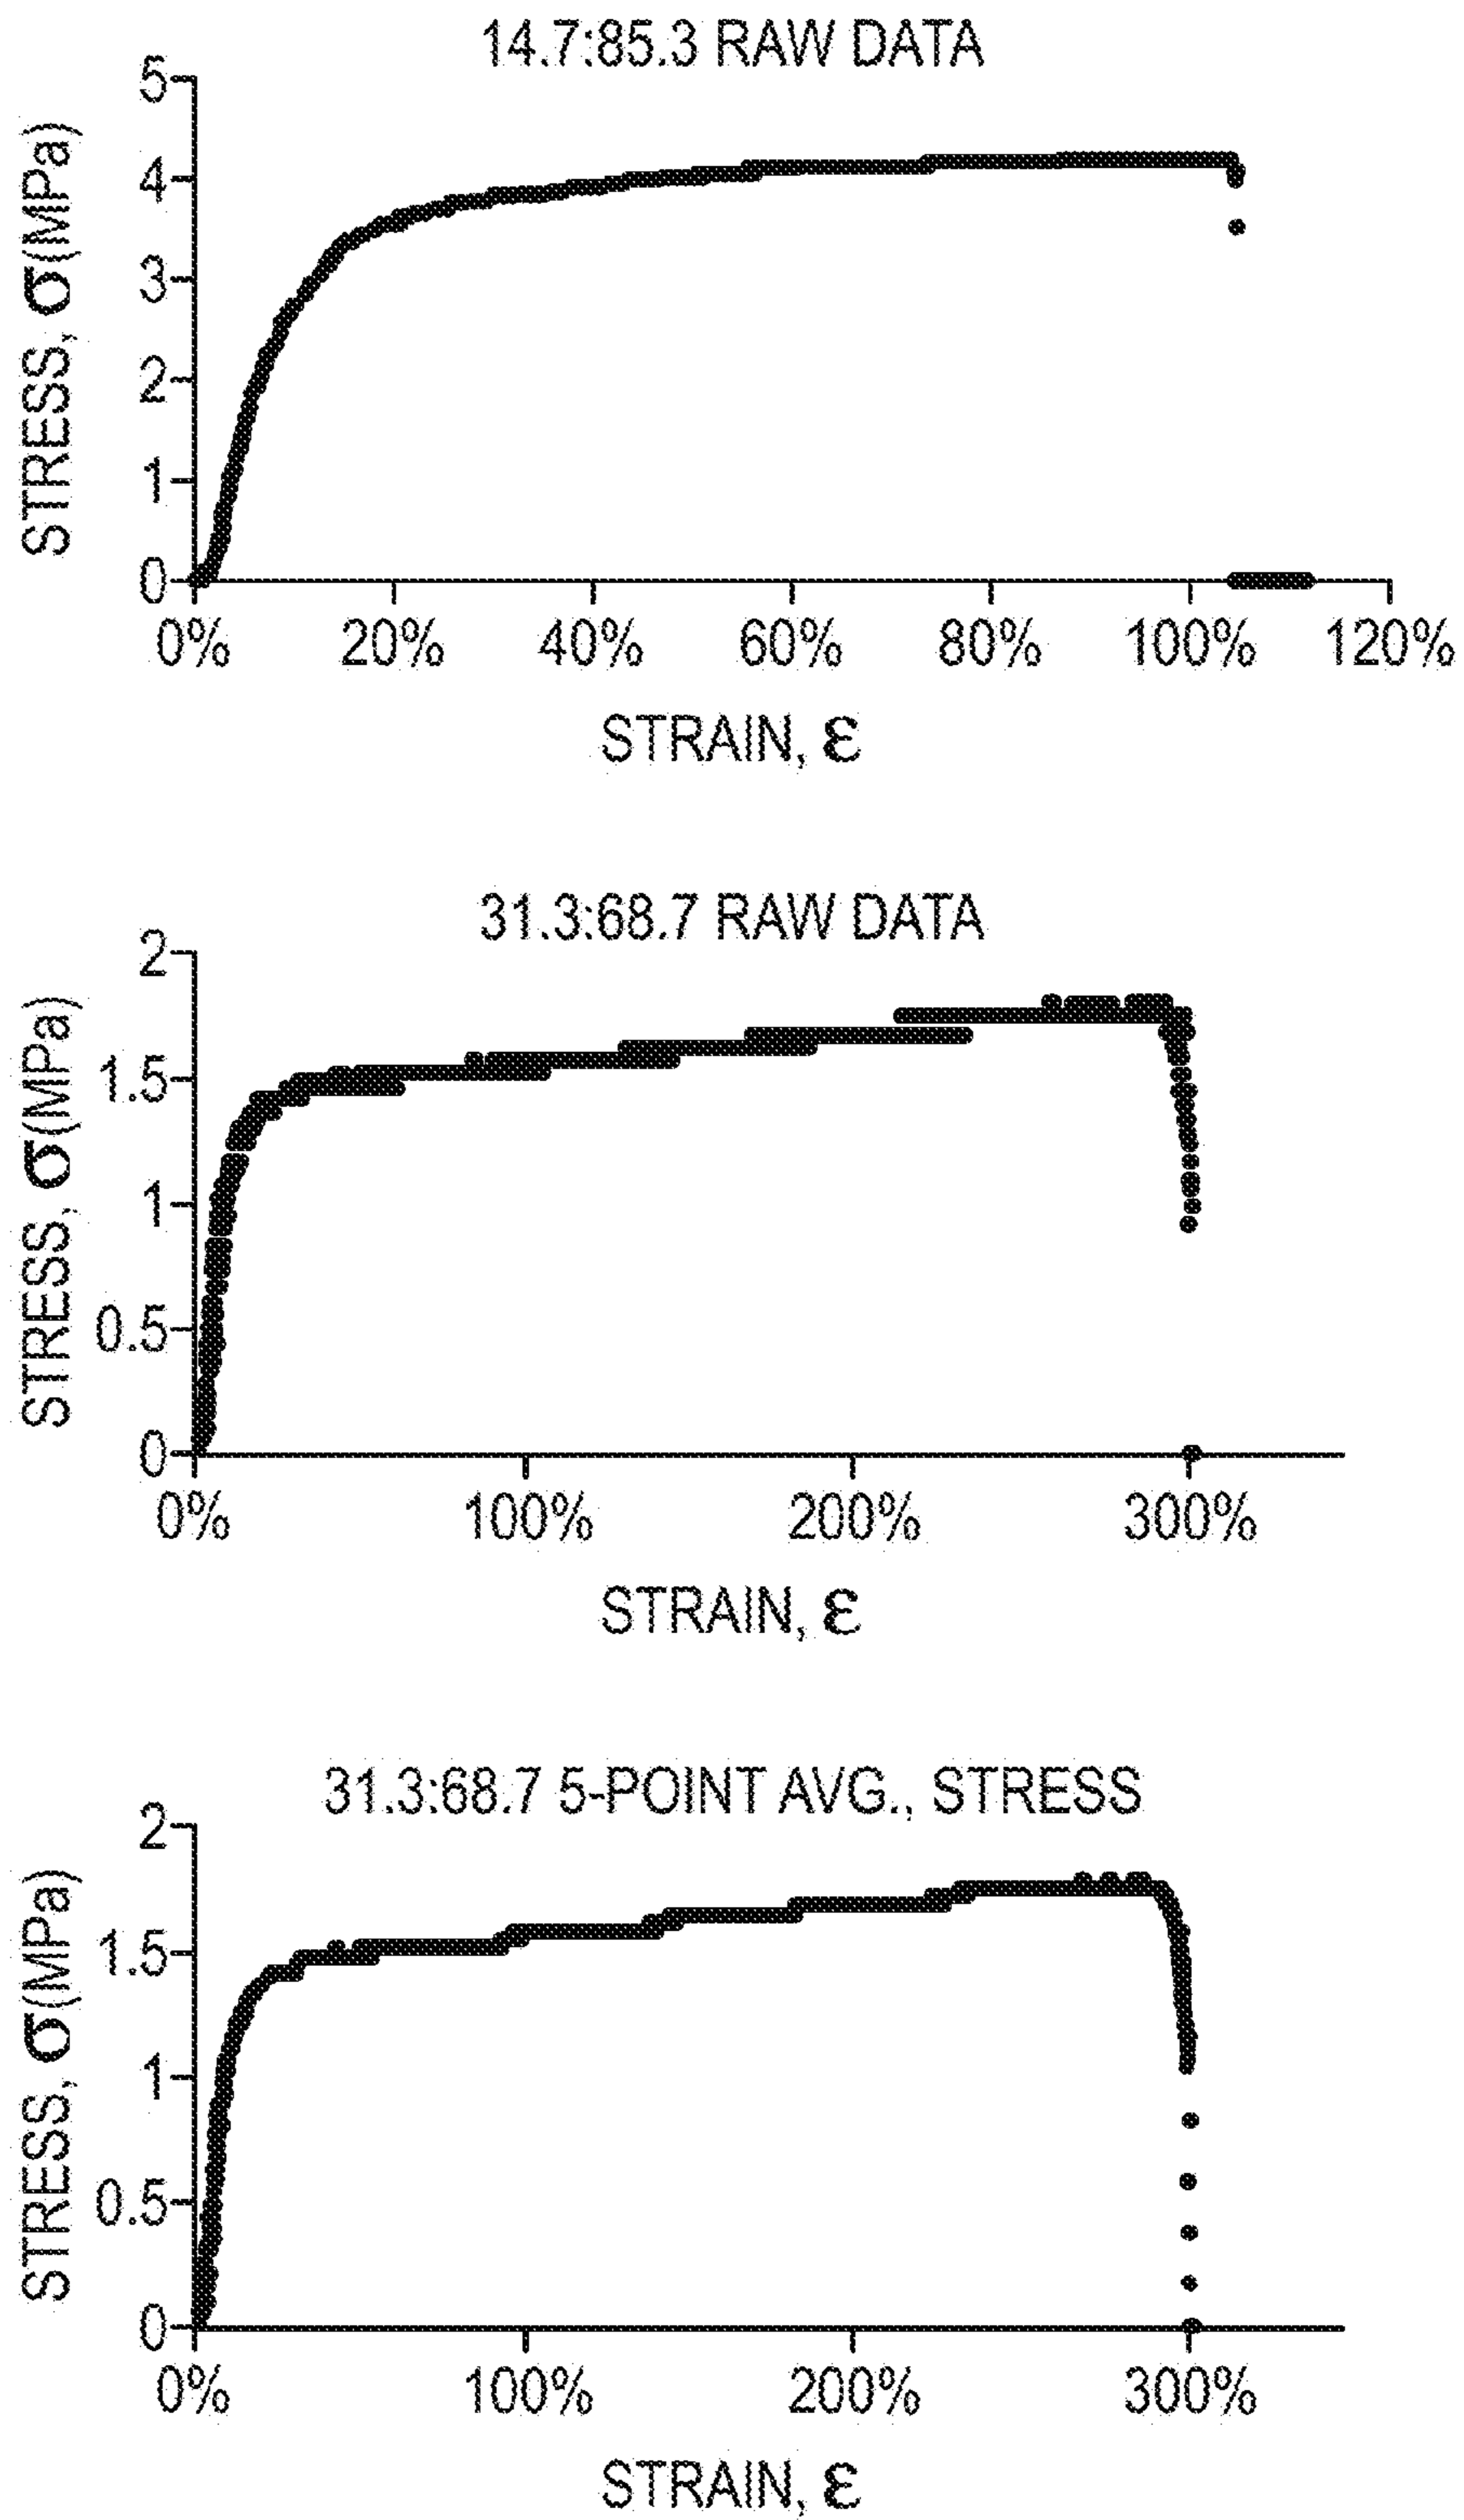 14.7:85.3 RAW DATA
STRESS, σ(MPa)
5
4
3
2
1
0
0% 20% 40% 60% 80% 100% 120%
STRAIN, ε
31.3:68.7 RAW DATA
STRESS, σ(MPa)
2
1.5
1
0.5
0
0% 100% 200% 300%
STRAIN, ε
31.3:68.7 5-POINT AVG., STRESS
STRESS, σ(MPa)
2
1.5
1
0.5
0
0% 100% 200% 300%
STRAIN, ε